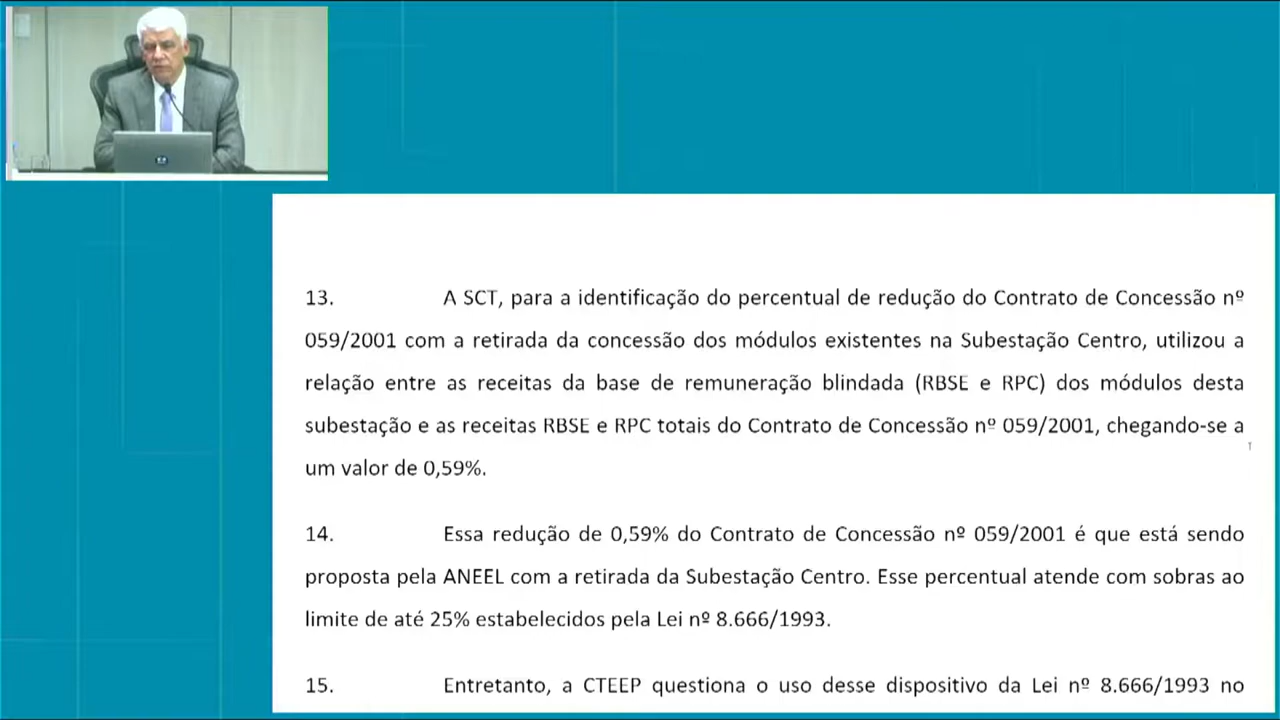 13. A SCT, para a identificação do percentual de redução do Contrato de Concessão nº
059/2001 com a retirada da concessão dos módulos existentes na Subestação Centro, utilizou a
relação entre as receitas da base de remuneração blindada (RBSE e RPC) dos módulos desta
subestação e as receitas RBSE e RPC totais do Contrato de Concessão nº 059/2001, chegando-se a
um valor de 0,59%.
14. Essa redução de 0,59% do Contrato de Concessão nº 059/2001 é que está sendo
proposta pela ANEEL com a retirada da Subestação Centro. Esse percentual atende com sobras ao
limite de até 25% estabelecidos pela Lei nº 8.666/1993.
15. Entretanto, a CTEEP questiona o uso desse dispositivo da Lei nº 8.666/1993 no